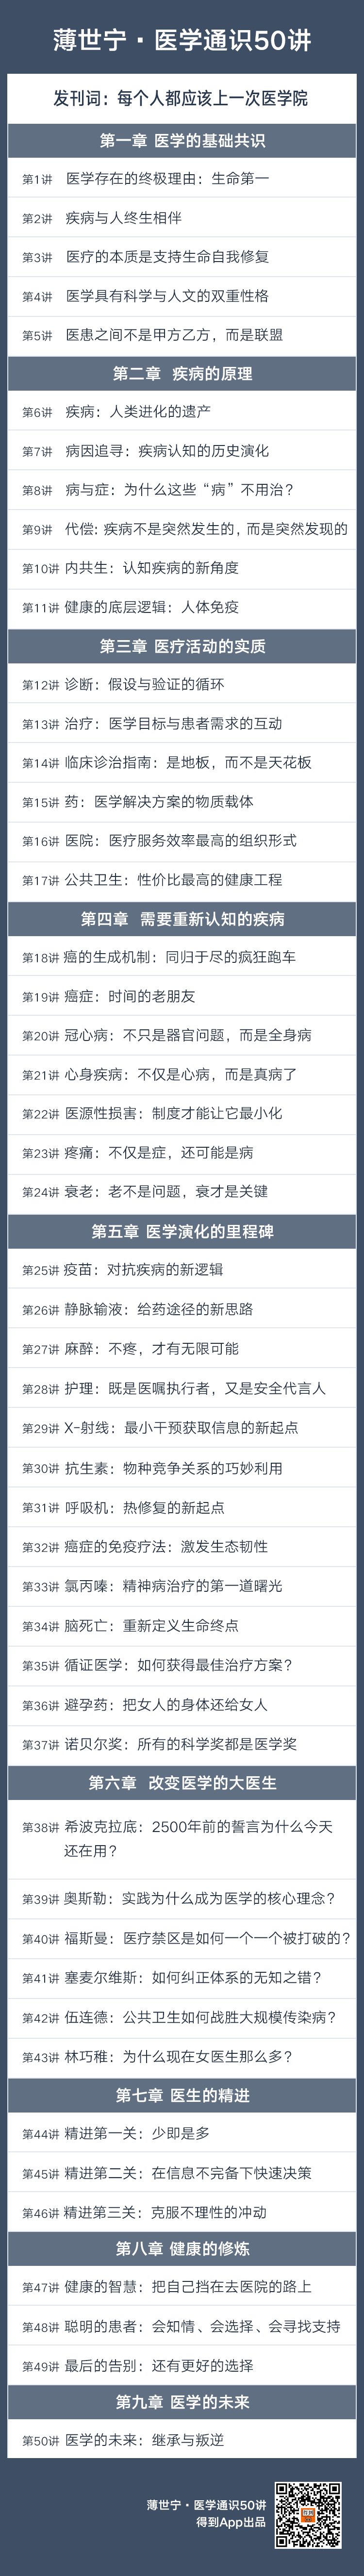 薄世宁·医学通识50讲
发刊词：每个人都应该上一次医学院
第一章 医学的基础共识
第1讲 医学存在的终极理由：生命第一
第2讲 疾病与人终生相伴
第3讲 医疗的本质是支持生命自我修复
第4讲 医学具有科学与人文的双重性格
第5讲 医患之间不是甲方乙方，而是联盟
第二章 疾病的原理
第6讲 疾病：人类进化的遗产
第7讲 病因追寻：疾病认知的历史演化
第8讲 病与症：为什么这些“病”不用治？
第9讲 代偿：疾病不是突然发生的，而是突然发现的
第10讲 内共生：认知疾病的新角度
第11讲 健康的底层逻辑：人体免疫
第三章 医疗活动的实质
第12讲 诊断：假设与验证的循环
第13讲 治疗：医学目标与患者需求的互动
第14讲 临床诊治指南：是地板，而不是天花板
第15讲 药：医学解决方案的物质载体
第16讲 医院：医疗服务效率最高的组织形式
第17讲 公共卫生：性价比最高的健康工程
第四章 需要重新认知的疾病
第18讲 癌的生成机制：同归于尽的疯狂跑车
第19讲 癌症：时间的老朋友
第20讲 冠心病：不只是器官问题，而是全身病
第21讲 心身疾病：不仅是心病，而是真病了
第22讲 医源性损害：制度才能让它最小化
第23讲 疼痛：不仅是症，还可能是病
第24讲 衰老：老不是问题，衰才是关键
第五章 医学演化的里程碑
第25讲 疫苗：对抗疾病的新逻辑
第26讲 静脉输液：给药途径的新思路
第27讲 麻醉：不疼，才有无限可能
第28讲 护理：既是医嘱执行者，又是安全代言人
第29讲 X-射线：最小干预获取信息的新起点
第30讲 抗生素：物种竞争关系的巧妙利用
第31讲 呼吸机：热修复的新起点
第32讲 癌症的免疫疗法：激发生态韧性
第33讲 氯丙嗪：精神病治疗的第一道曙光
第34讲 脑死亡：重新定义生命终点
第35讲 循证医学：如何获得最佳治疗方案？
第36讲 避孕药：把女人的身体还给女人
第37讲 诺贝尔奖：所有的科学奖都是医学奖
第六章 改变医学的大医生
第38讲 希波克拉底：2500年前的誓言为什么今天
还在用？
第39讲 奥斯勒：实践为什么成为医学的核心理念？
第40讲 福斯曼：医疗禁区是如何一个一个被打破的？
第41讲 塞麦尔维斯：如何纠正体系的无知之错？
第42讲 伍连德：公共卫生如何战胜大规模传染病？
第43讲 林巧稚：为什么现在女医生那么多？
第七章 医生的精进
第44讲 精进第一关：少即是多
第45讲 精进第二关：在信息不完备下快速决策
第46讲 精进第三关：克服不理性的冲动
第八章 健康的修炼
第47讲 健康的智慧：把自己挡在去医院的路上
第48讲 聪明的患者：会知情、会选择、会寻找支持
第49讲 最后的告别：还有更好的选择
第九章 医学的未来
第50讲 医学的未来：继承与叛逆
薄世宁·医学通识50讲
得到App出品